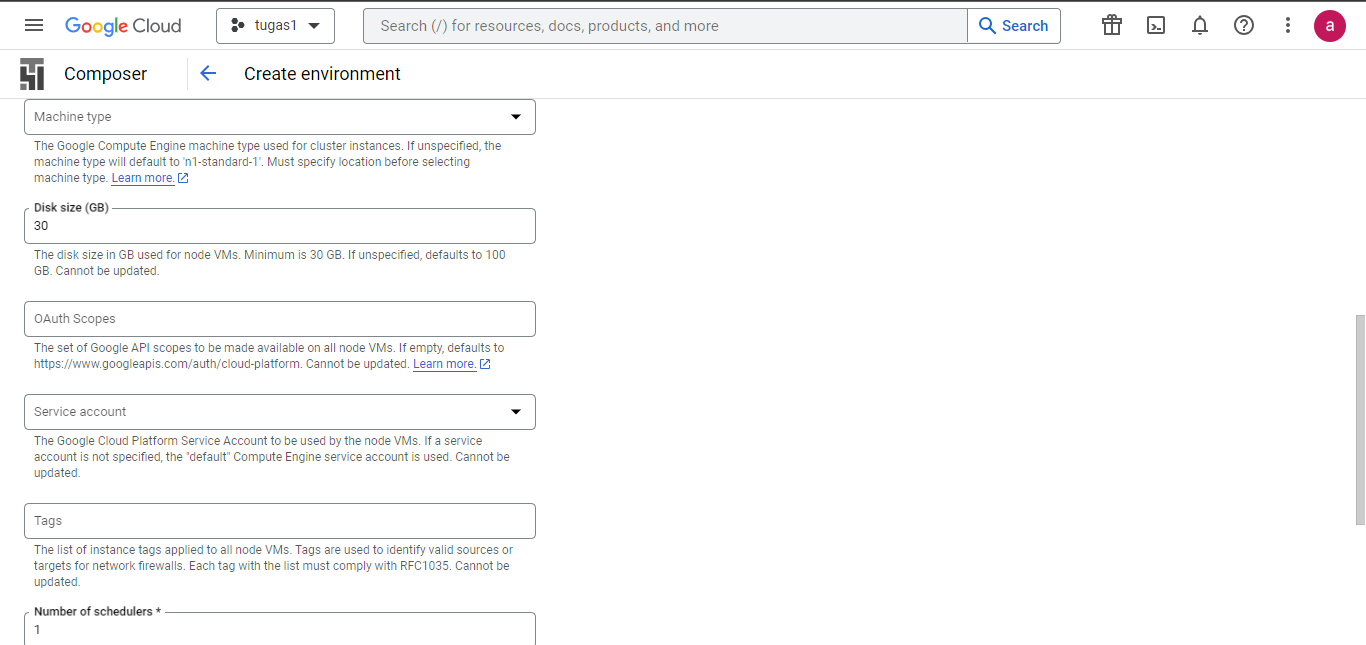 Google Cloud
tugas1
Search (/) for resources, docs, products, and more
Search
a
Composer
Create environment
Machine type
The Google Compute Engine machine type used for cluster instances. If unspecified, the
machine type will default to 'n1-standard-1'. Must specify location before selecting
machine type. Learn more.
Disk size (GB)
30
The disk size in GB used for node VMs. Minimum is 30 GB. If unspecified, defaults to 100
GB. Cannot be updated.
OAuth Scopes
The set of Google API scopes to be made available on all node VMs. If empty, defaults to
https://www.googleapis.com/auth/cloud-platform. Cannot be updated. Learn more.
Service account
The Google Cloud Platform Service Account to be used by the node VMs. If a service
account is not specified, the "default" Compute Engine service account is used. Cannot be
updated.
Tags
The list of instance tags applied to all node VMs. Tags are used to identify valid sources or
targets for network firewalls. Each tag with the list must comply with RFC1035. Cannot be
updated.
Number of schedulers *
1